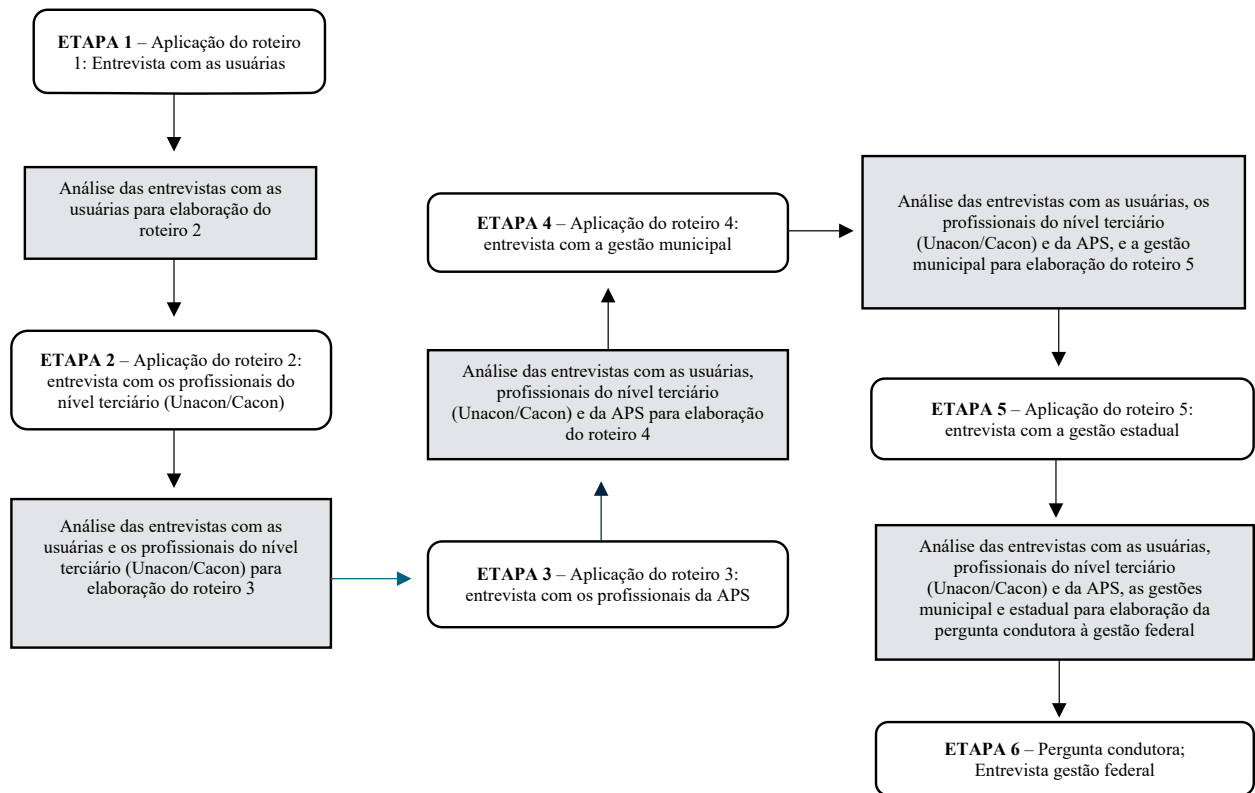 ETAPA 1 – Aplicação do roteiro
1: Entrevista com as usuárias
Análise das entrevistas com as
usuárias para elaboração do
roteiro 2
ETAPA 2 – Aplicação do roteiro 2:
entrevista com os profissionais do
nível terciário (Unacon/Cacon)
Análise das entrevistas com as
usuárias e os profissionais do nível
terciário (Unacon/Cacon) para
elaboração do roteiro 3
ETAPA 3 – Aplicação do roteiro 3:
entrevista com os profissionais da APS
Análise das entrevistas com as usuárias,
profissionais do nível terciário
(Unacon/Cacon) e da APS para elaboração
do roteiro 4
ETAPA 4 – Aplicação do roteiro 4:
entrevista com a gestão municipal
Análise das entrevistas com as usuárias, os
profissionais do nível terciário
(Unacon/Cacon) e da APS, e a gestão
municipal para elaboração do roteiro 5
ETAPA 5 – Aplicação do roteiro 5:
entrevista com a gestão estadual
Análise das entrevistas com as usuárias,
profissionais do nível terciário
(Unacon/Cacon) e da APS, as gestões
municipal e estadual para elaboração da
pergunta condutora à gestão federal
ETAPA 6 – Pergunta condutora;
Entrevista gestão federal